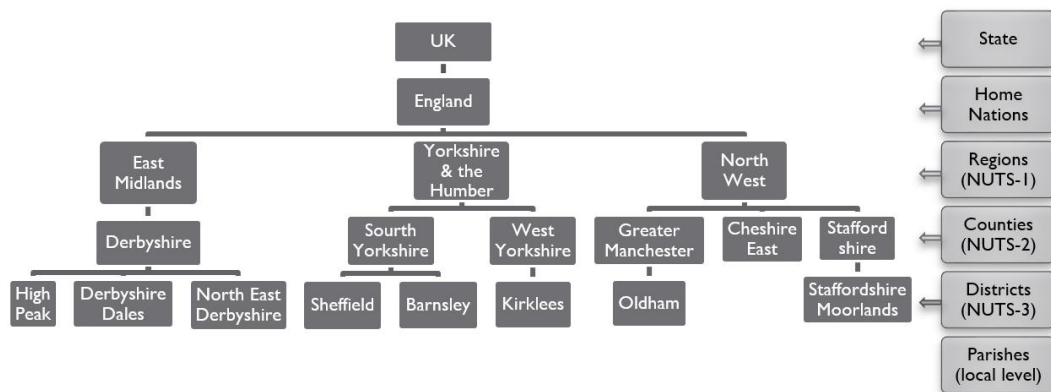 UK
State
England
Home
Nations
East
Midlands
Yorkshire
& the
Humber
North
West
Regions
(NUTS-1)
Derbyshire
Sourth
Yorkshire
West
Yorkshire
Greater
Manchester
Cheshire
East
Stafford
shire
Counties
(NUTS-2)
High
Peak
Derbyshire
Dales
North East
Derbyshire
Sheffield
Barnsley
Kirklees
Oldham
Staffordshire
Moorlands
Districts
(NUTS-3)
Parishes
(local level)